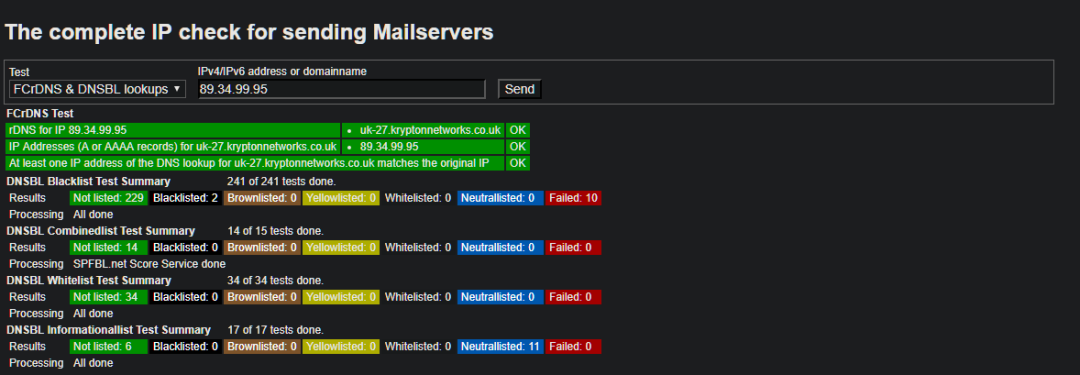 The complete IP check for sending Mailservers
Test IPv4/IPv6 address or domainname
FCrDNS & DNSBL lookups ▾ 89.34.99.95 Send
FCrDNS Test
rDNS for IP 89.34.99.95 • uk-27.kryptonnetworks.co.uk OK
IP Addresses (A or AAAA records) for uk-27.kryptonnetworks.co.uk • 89.34.99.95 OK
At least one IP address of the DNS lookup for uk-27.kryptonnetworks.co.uk matches the original IP OK
DNSBL Blacklist Test Summary 241 of 241 tests done.
Results Not listed: 229 Blacklisted: 2 Brownlisted: 0 Yellowlisted: 0 Whitelisted: 0 Neutrallisted: 0 Failed: 10
Processing All done
DNSBL Combinedlist Test Summary 14 of 15 tests done.
Results Not listed: 14 Blacklisted: 0 Brownlisted: 0 Yellowlisted: 0 Whitelisted: 0 Neutrallisted: 0 Failed: 0
Processing SPFBL.net Score Service done
DNSBL Whitelist Test Summary 34 of 34 tests done.
Results Not listed: 34 Blacklisted: 0 Brownlisted: 0 Yellowlisted: 0 Whitelisted: 0 Neutrallisted: 0 Failed: 0
Processing All done
DNSBL Informationallist Test Summary 17 of 17 tests done.
Results Not listed: 6 Blacklisted: 0 Brownlisted: 0 Yellowlisted: 0 Whitelisted: 0 Neutrallisted: 11 Failed: 0
Processing All done